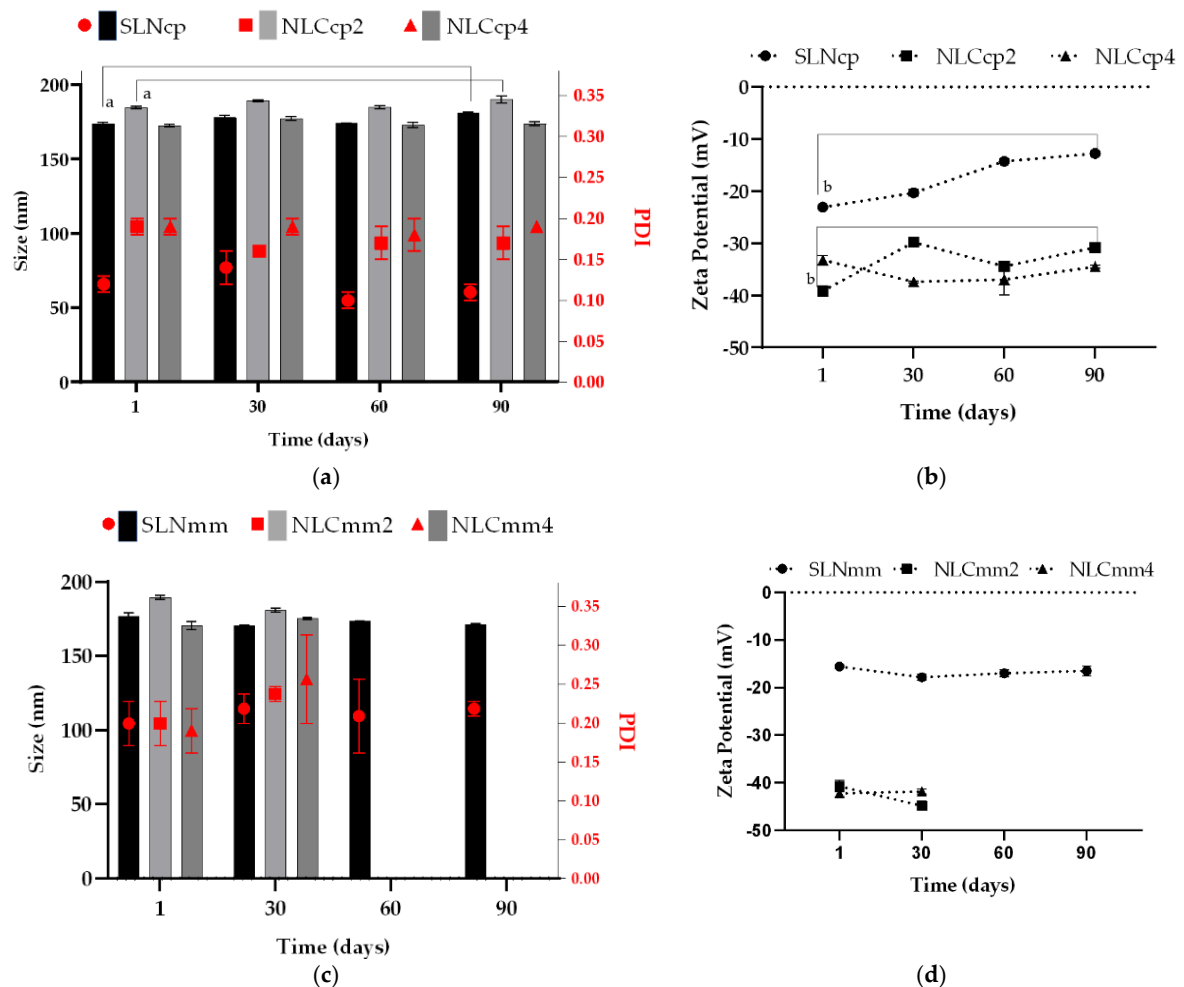 SLNcp NLCcp2 NLCcp4
200
150
100
50
0
Size (nm)
a
a
0.35
0.30
0.25
0.20
0.15
0.10
0.05
0.00
PDI
1 30 60 90
Time (days)
(a)
SLNcp NLCcp2 NLCcp4
0
-10
-20
-30
-40
-50
Zeta Potential (mV)
b
b
1 30 60 90
Time (days)
(b)
SLNmm NLCmm2 NLCmm4
200
150
100
50
0
Size (nm)
0.35
0.30
0.25
0.20
0.15
0.10
0.05
0.00
PDI
1 30 60 90
Time (days)
(c)
SLNmm NLCmm2 NLCmm4
0
-10
-20
-30
-40
-50
Zeta Potential (mV)
1 30 60 90
Time (days)
(d)